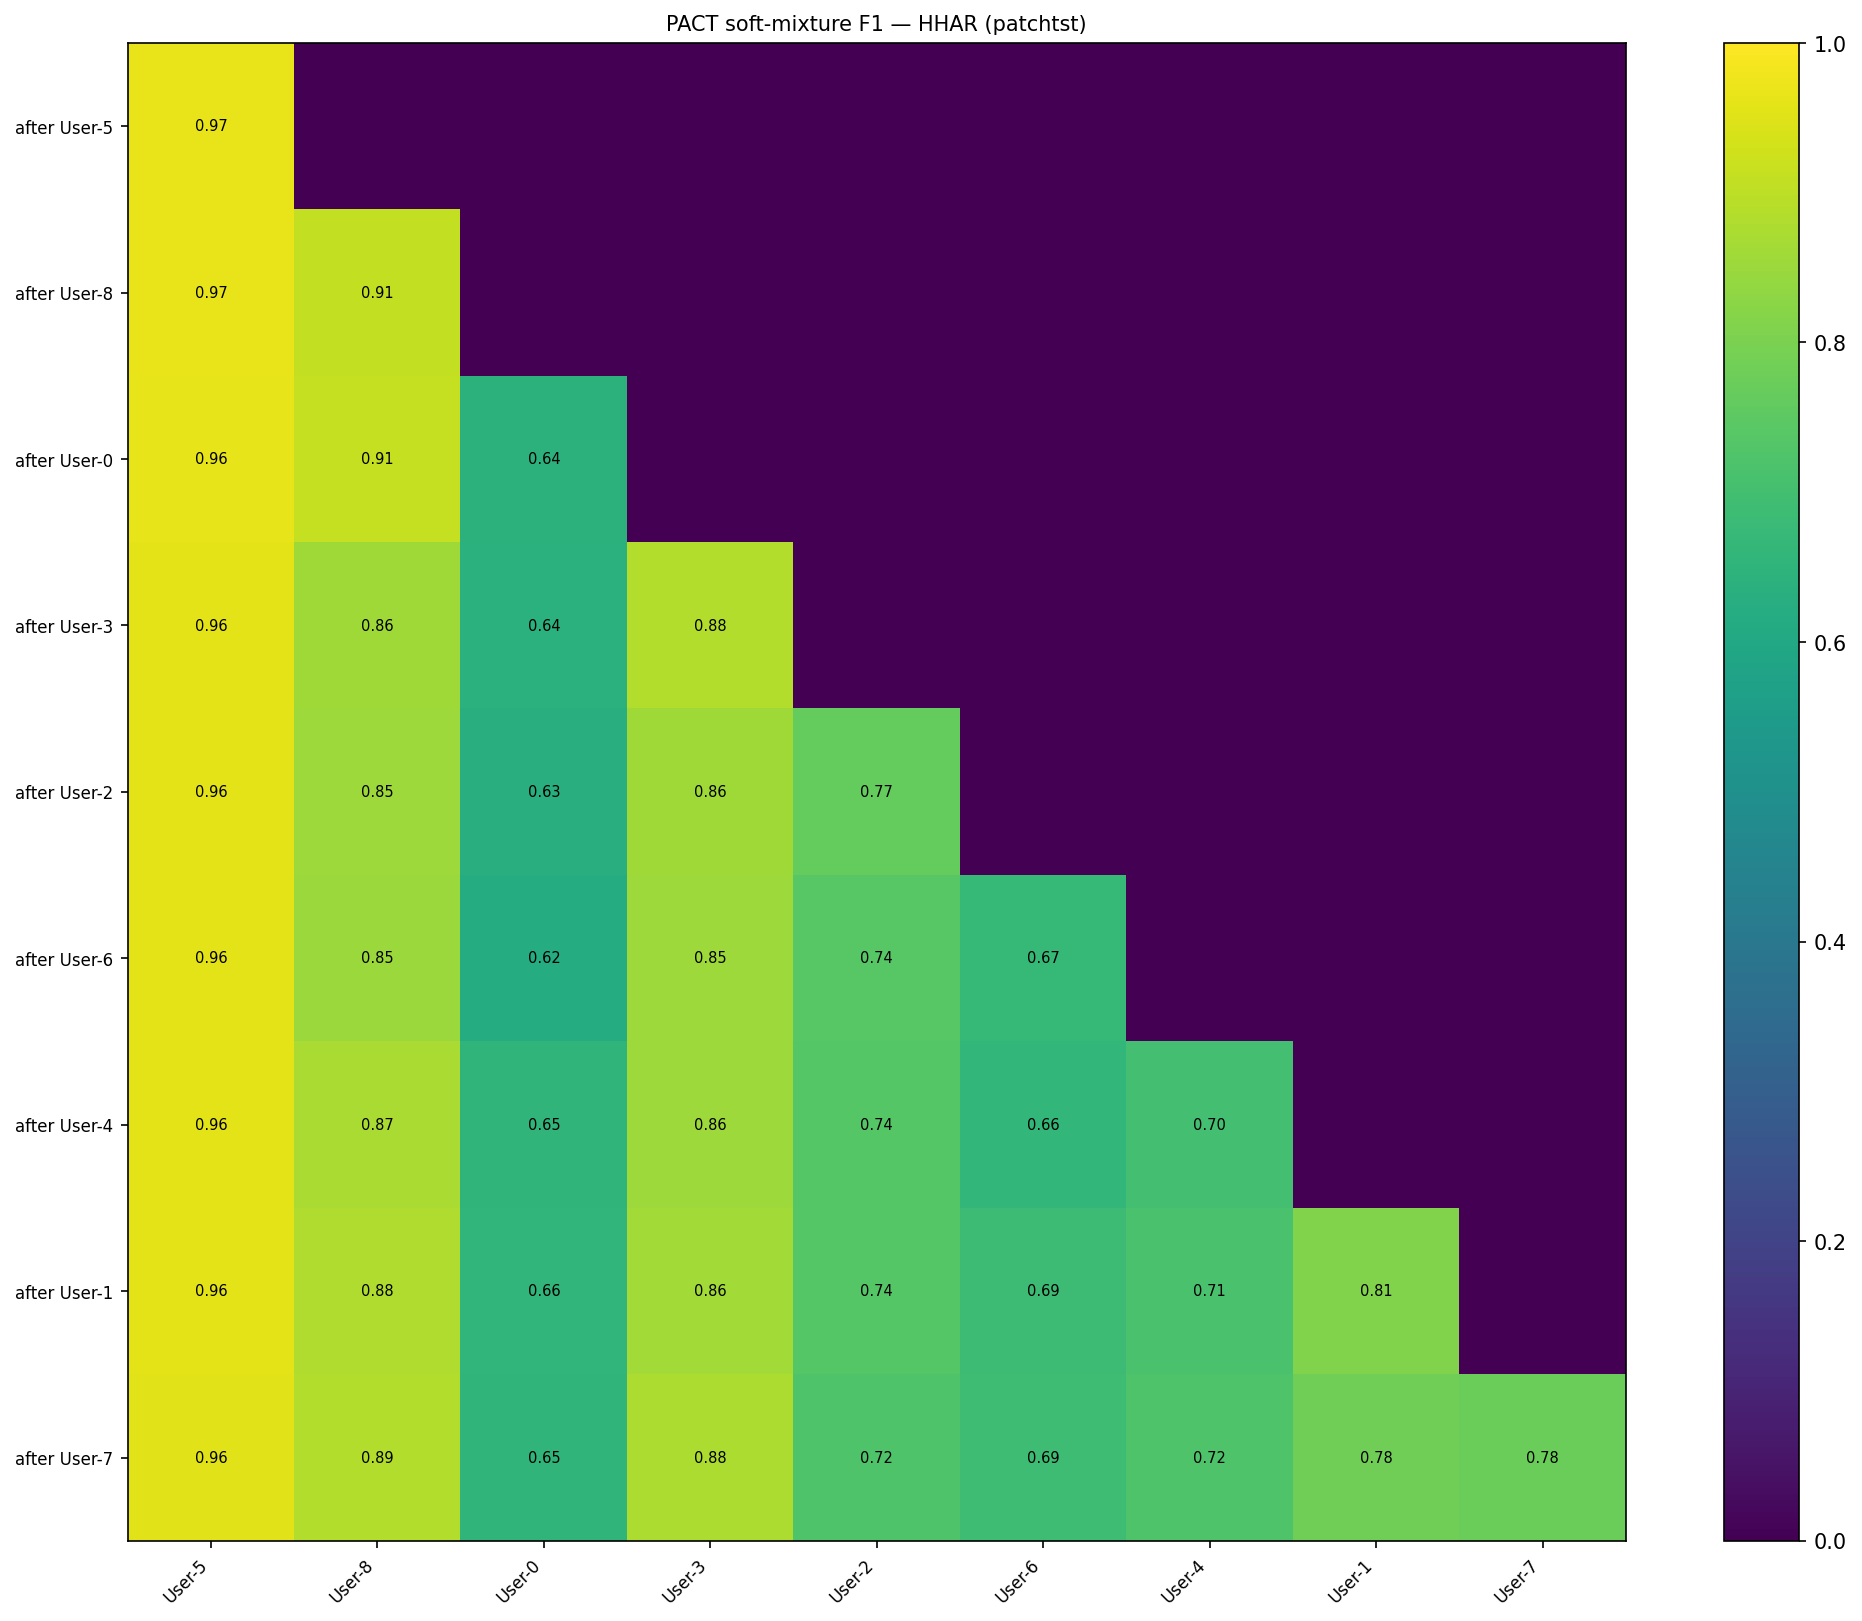 PACT soft-mixture F1 — HHAR (patchtst)
1.0
after User-5 0.97
after User-8 0.97 0.91
0.8
after User-0 0.96 0.91 0.64
after User-3 0.96 0.86 0.64 0.88
0.6
after User-2 0.96 0.85 0.63 0.86 0.77
after User-6 0.96 0.85 0.62 0.85 0.74 0.67
0.4
after User-4 0.96 0.87 0.65 0.86 0.74 0.66 0.70
0.2
after User-1 0.96 0.88 0.66 0.86 0.74 0.69 0.71 0.81
after User-7 0.96 0.89 0.65 0.88 0.72 0.69 0.72 0.78 0.78
0.0
User-5 User-8 User-0 User-3 User-2 User-6 User-4 User-1 User-7